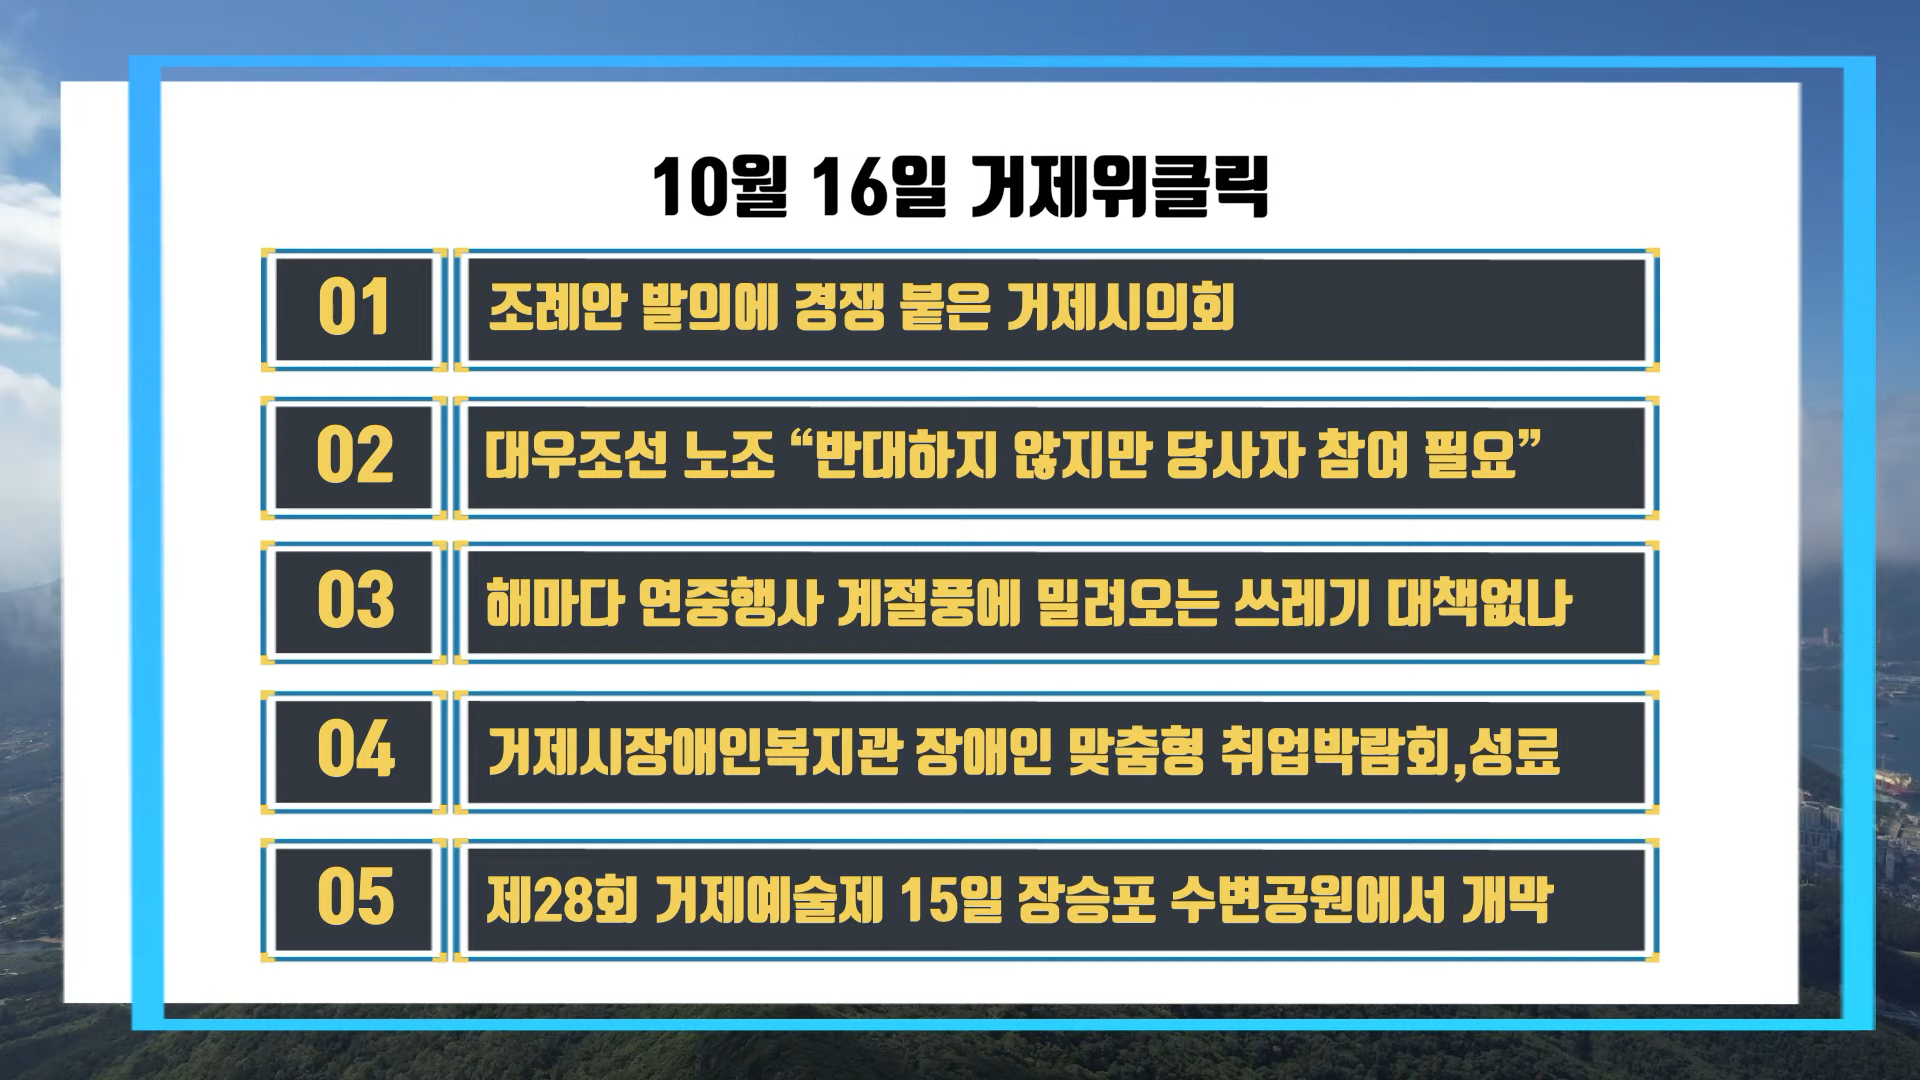 10월 16일 거제위클릭
01 조례안 발의에 경쟁 붙은 거제시의회
02 대우조선 노조 “반대하지 않지만 당사자 참여 필요”
03 해마다 연중행사 계절풍에 밀려오는 쓰레기 대책없나
04 거제시장애인복지관 장애인 맞춤형 취업박람회,성료
05 제28회 거제예술제 15일 장승포 수변공원에서 개막